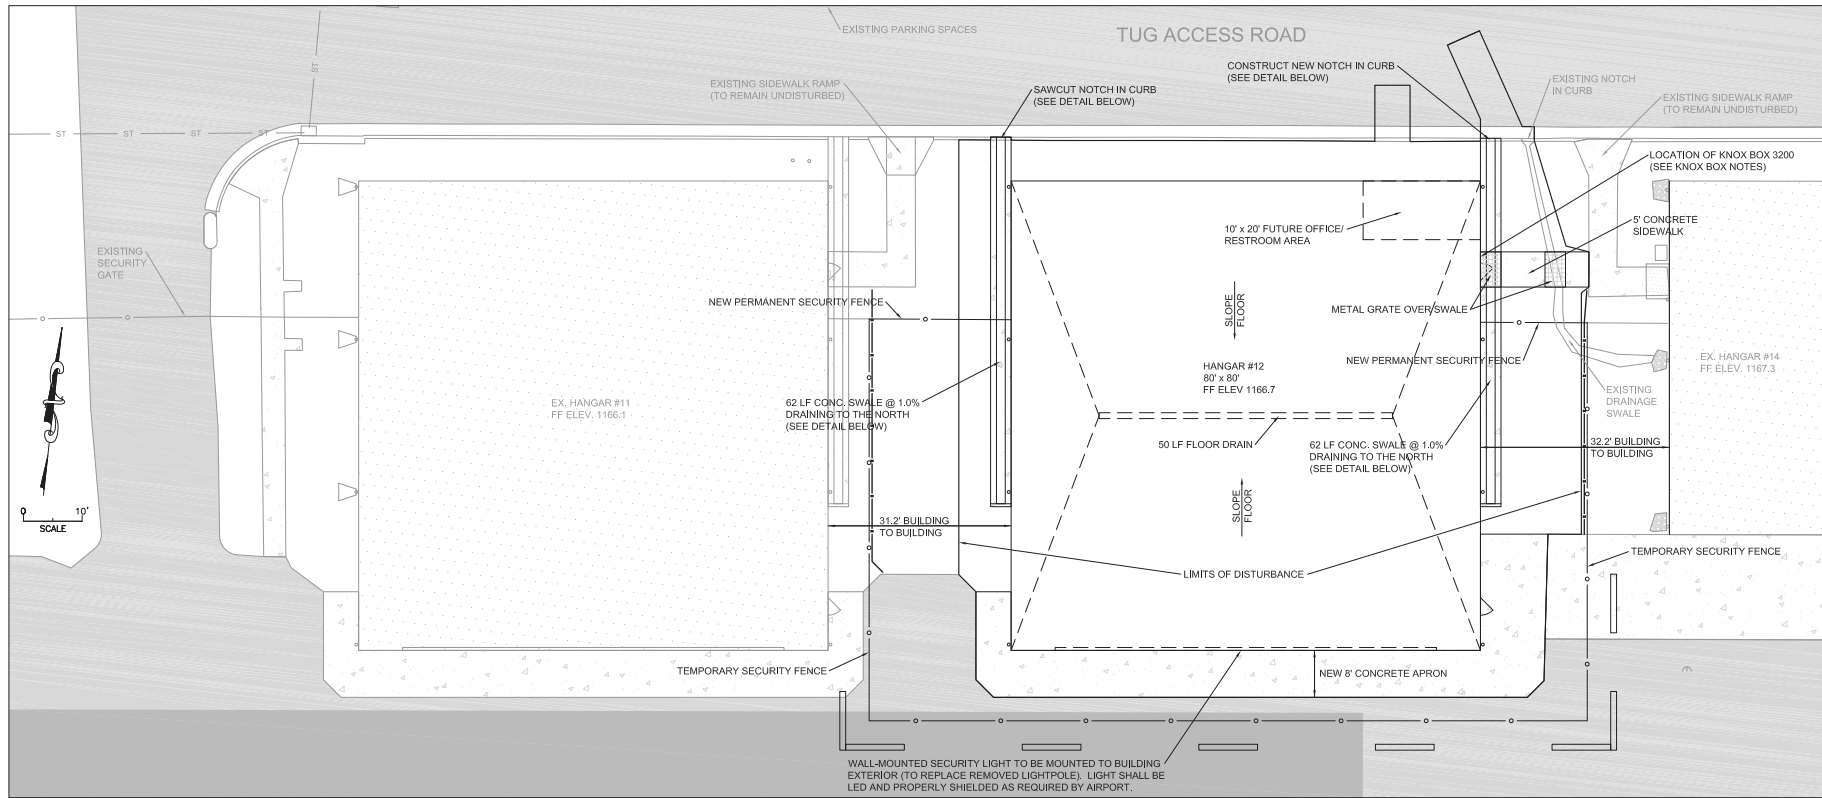 EXISTING PARKING SPACES
TUG ACCESS ROAD
ST
EXISTING SIDEWALK RAMP
(TO REMAIN UNDISTURBED)
SAWCUT NOTCH IN CURB
(SEE DETAIL BELOW)
CONSTRUCT NEW NOTCH IN CURB
(SEE DETAIL BELOW)
EXISTING NOTCH
IN CURB
EXISTING SIDEWALK RAMP
(TO REMAIN UNDISTURBED)
ST
ST
ST
ST
LOCATION OF KNOX BOX 3200
(SEE KNOX BOX NOTES)
10' x 20' FUTURE OFFICE/
RESTROOM AREA
5' CONCRETE
SIDEWALK
EXISTING
SECURITY
GATE
NEW PERMANENT SECURITY FENCE
SLOPE
FLOOR
METAL GRATE OVER SWALE
NEW PERMANENT SECURITY FENCE
EX. HANGAR #14
FF ELEV. 1167.3
HANGAR #12
80' x 80'
FF ELEV 1166.7
EX. HANGAR #11
FF ELEV. 1166.1
62 LF CONC. SWALE @ 1.0%
DRAINING TO THE NORTH
(SEE DETAIL BELOW)
EXISTING
DRAINAGE
SWALE
50 LF FLOOR DRAIN
62 LF CONC. SWALE @ 1.0%
DRAINING TO THE NORTH
(SEE DETAIL BELOW)
32.2' BUILDING
TO BUILDING
0 10'
SCALE
SLOPE
FLOOR
31.2' BUILDING
TO BUILDING
TEMPORARY SECURITY FENCE
LIMITS OF DISTURBANCE
TEMPORARY SECURITY FENCE
NEW 8' CONCRETE APRON
WALL-MOUNTED SECURITY LIGHT TO BE MOUNTED TO BUILDING
EXTERIOR (TO REPLACE REMOVED LIGHTPOLE). LIGHT SHALL BE
LED AND PROPERLY SHIELDED AS REQUIRED BY AIRPORT.